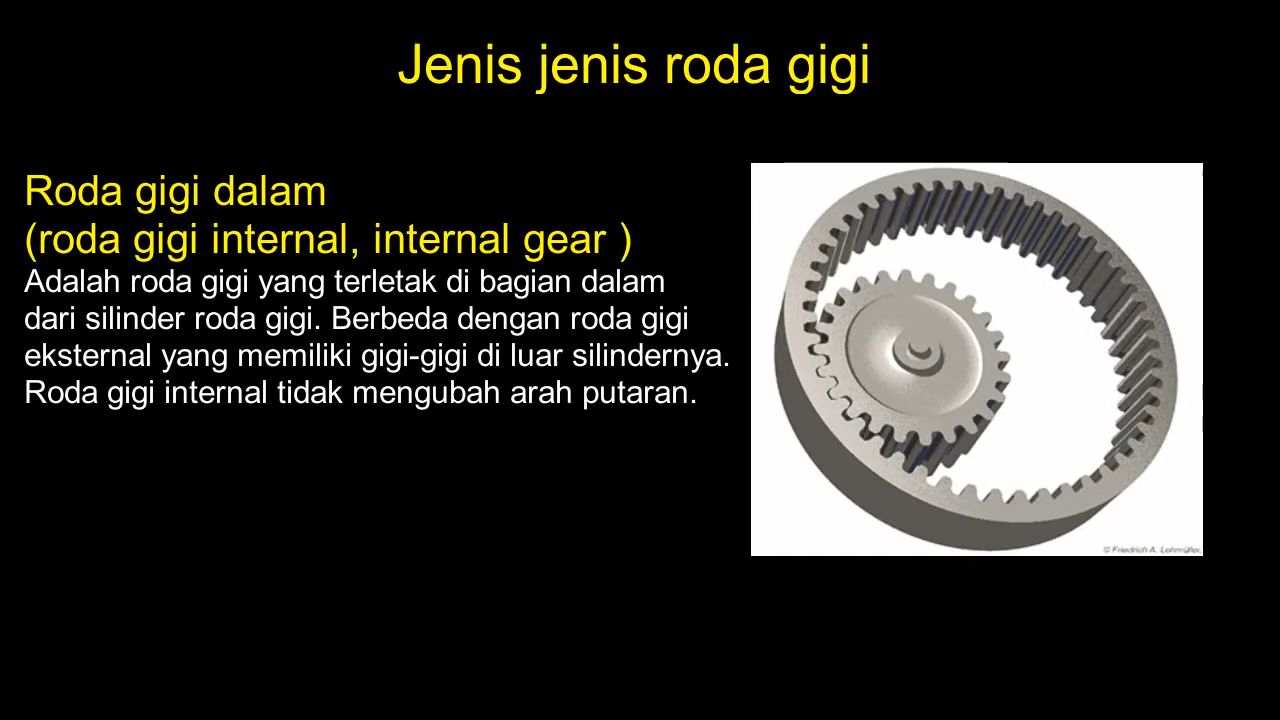 Jenis jenis roda gigi
Roda gigi dalam
(roda gigi internal, internal gear )
Adalah roda gigi yang terletak di bagian dalam
dari silinder roda gigi. Berbeda dengan roda gigi
eksternal yang memiliki gigi-gigi di luar silindernya.
Roda gigi internal tidak mengubah arah putaran.
© Friedrich A. Lohmüller